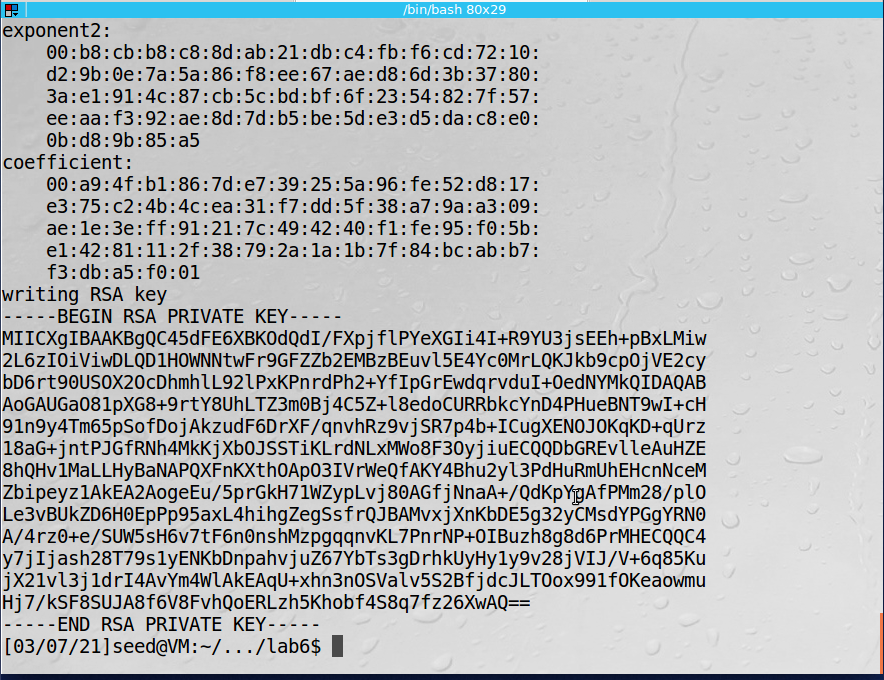 /bin/bash 80x29
exponent2:
00:b8:cb:b8:c8:8d:ab:21:db:c4:fb:f6:cd:72:10:
d2:9b:0e:7a:5a:86:f8:ee:67:ae:d8:6d:3b:37:80:
3a:e1:91:4c:87:cb:5c:bd:bf:6f:23:54:82:7f:57:
ee:aa:f3:92:ae:8d:7d:b5:be:5d:e3:d5:da:c8:e0:
0b:d8:9b:85:a5
coefficient:
00:a9:4f:b1:86:7d:e7:39:25:5a:96:fe:52:d8:17:
e3:75:c2:4b:4c:ea:31:f7:dd:5f:38:a7:9a:a3:09:
ae:1e:3e:ff:91:21:7c:49:42:40:f1:fe:95:f0:5b:
e1:42:81:11:2f:38:79:2a:1a:1b:7f:84:bc:ab:b7:
f3:db:a5:f0:01
writing RSA key
-----BEGIN RSA PRIVATE KEY-----
MIICXgIBAAKBgQC45dFE6XBKOdQdI/FXpjflPYeXGIi4I+R9YU3jsEEh+pBxLMiw
2L6zIOiViwDLQD1HOWNNtwFr9GFZZb2EMBzBEuvl5E4Yc0MrLQKJkb9cpOjVE2cy
bD6rt90USOX2OcDhmhlL92lPxKPnrdPh2+YfIpGrEwdqrvduI+OedNYMkQIDAQAB
AoGAUGaO81pXG8+9rtY8UhLTZ3m0Bj4C5Z+l8edoCURRbkcYnD4PHueBNT9wI+cH
91n9y4Tm65pSofDojAkzudF6DrXF/qnvhRz9vjSR7p4b+ICugXENOJOKqKD+qUrz
18aG+jntPJGfRNh4MkKjXbOJSSTiKLrdNLxMWo8F3OyjiuECQQDbGREvlleAuHZE
8hQHv1MaLLHyBaNAPQXFnKXthOApO3IVrWeQfAKY4Bhu2yl3PdHuRmUhEHcnNceM
Zbipeyz1AkEA2AogeEu/5prGkH71WZypLvj80AGfjNnaA+/QdKpYgAfPMm28/plO
Le3vBUkZD6H0EpPp95axL4hihgZegSsfrQJBAMvxjXnKbDE5g32yCMsdYPGgYRN0
A/4rz0+e/SUW5sH6v7tF6n0nshMzpgqqnvKL7PnrNP+OIBuzh8g8d6PrMHECQQC4
y7jIjash28T79s1yENKbDnpahvjuZ67YbTs3gDrhkUyHy1y9v28jVIJ/V+6q85Ku
jX21vl3j1drI4AvYm4WlAkEAqU+xhn3nOSValv5S2BfjdcJLTOox991fOKeaowmu
Hj7/kSF8SUJA8f6V8FvhQoERLzh5Khobf4S8q7fz26XwAQ==
-----END RSA PRIVATE KEY-----
[03/07/21]seed@VM:~/.../lab6$